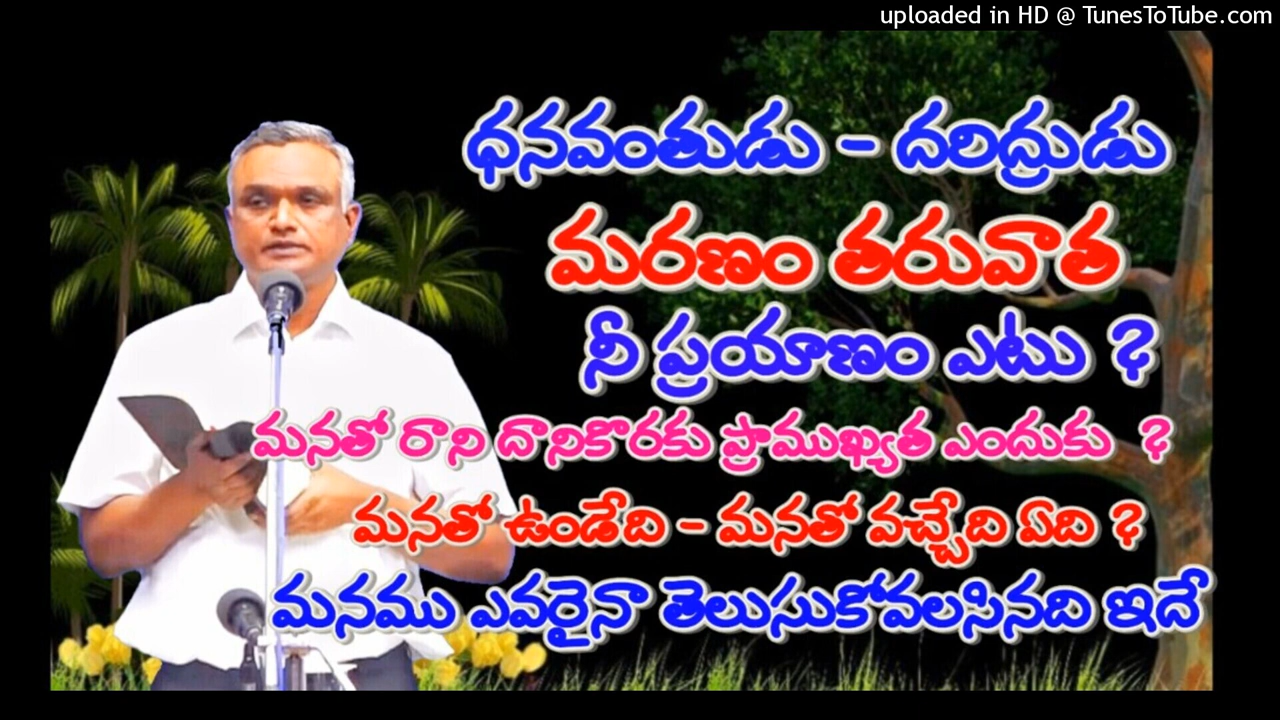 uploaded in HD @ TunesToTube.com
ధనవంతుడు - దరిద్రుడు
మరణం తరువాత
నీ ప్రయాణం ఎటు ?
మనతో రాని దానికొరకు ప్రాముఖ్యత ఎందుకు ?
మనతో ఉండేది - మనతో వచ్చేది ఏది ?
మనము ఎవరైనా తెలుసుకోవలసినది ఇదే